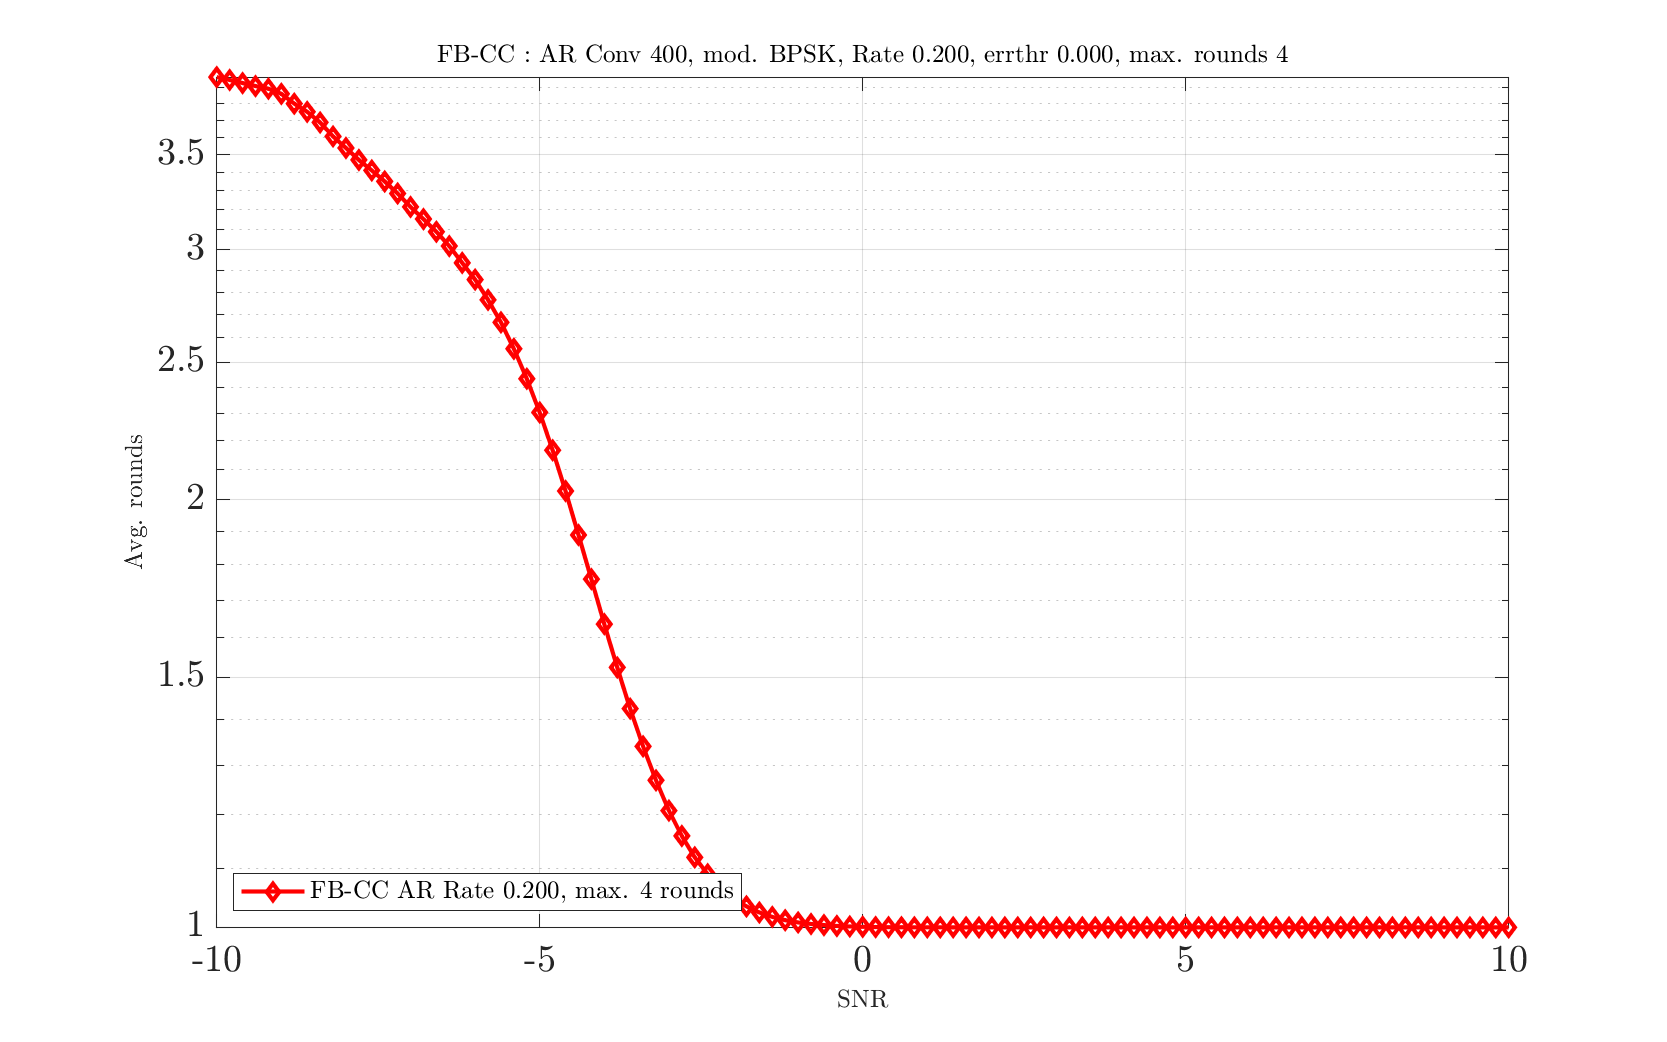 FB-CC : AR Conv 400, mod. BPSK, Rate 0.200, errthr 0.000, max. rounds 4
3.5
3
2.5
2
1.5
1
Avg. rounds
FB-CC AR Rate 0.200, max. 4 rounds
-10 -5 0 5 10
SNR